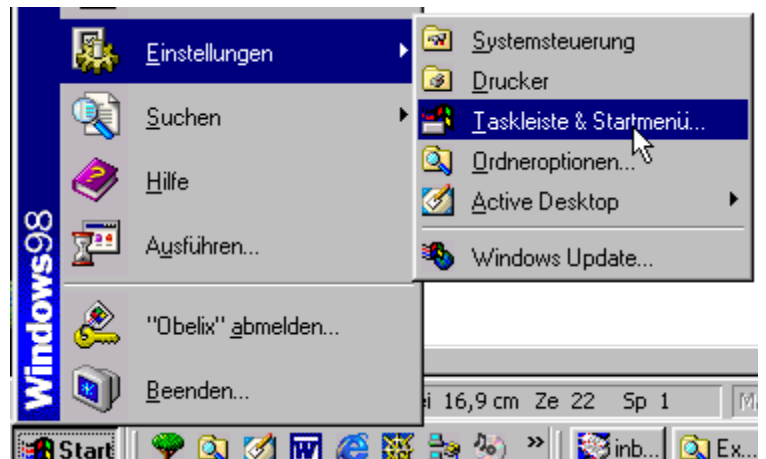 Einstellungen
Suchen
Hilfe
Ausführen...
"Obelix" abmelden...
Beenden...
Windows98
Systemsteuerung
Drucker
Taskleiste & Startmenü...
Ordneroptionen...
Active Desktop
Windows Update...
16,9 cm Ze 22 Sp 1
Start » inb... Ex...